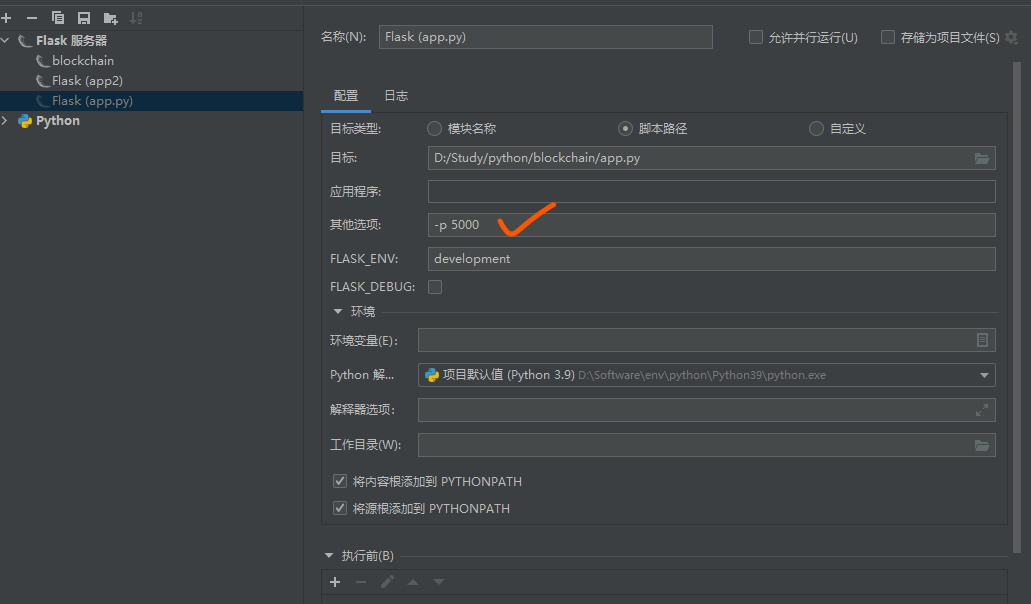 Flask 服务器
blockchain
Flask (app2)
Flask (app.py)
Python
名称(N): Flask (app.py) 允许并行运行(U) 存储为项目文件(S)
配置 日志
目标类型: 模块名称 脚本路径 自定义
目标: D:/Study/python/blockchain/app.py
应用程序:
其他选项: -p 5000
FLASK_ENV: development
FLASK_DEBUG:
环境
环境变量(E):
Python 解... 项目默认值 (Python 3.9) D:\Software\env\python\Python39\python.exe
解释器选项:
工作目录(W):
将内容根添加到 PYTHONPATH
将源根添加到 PYTHONPATH
执行前(B)